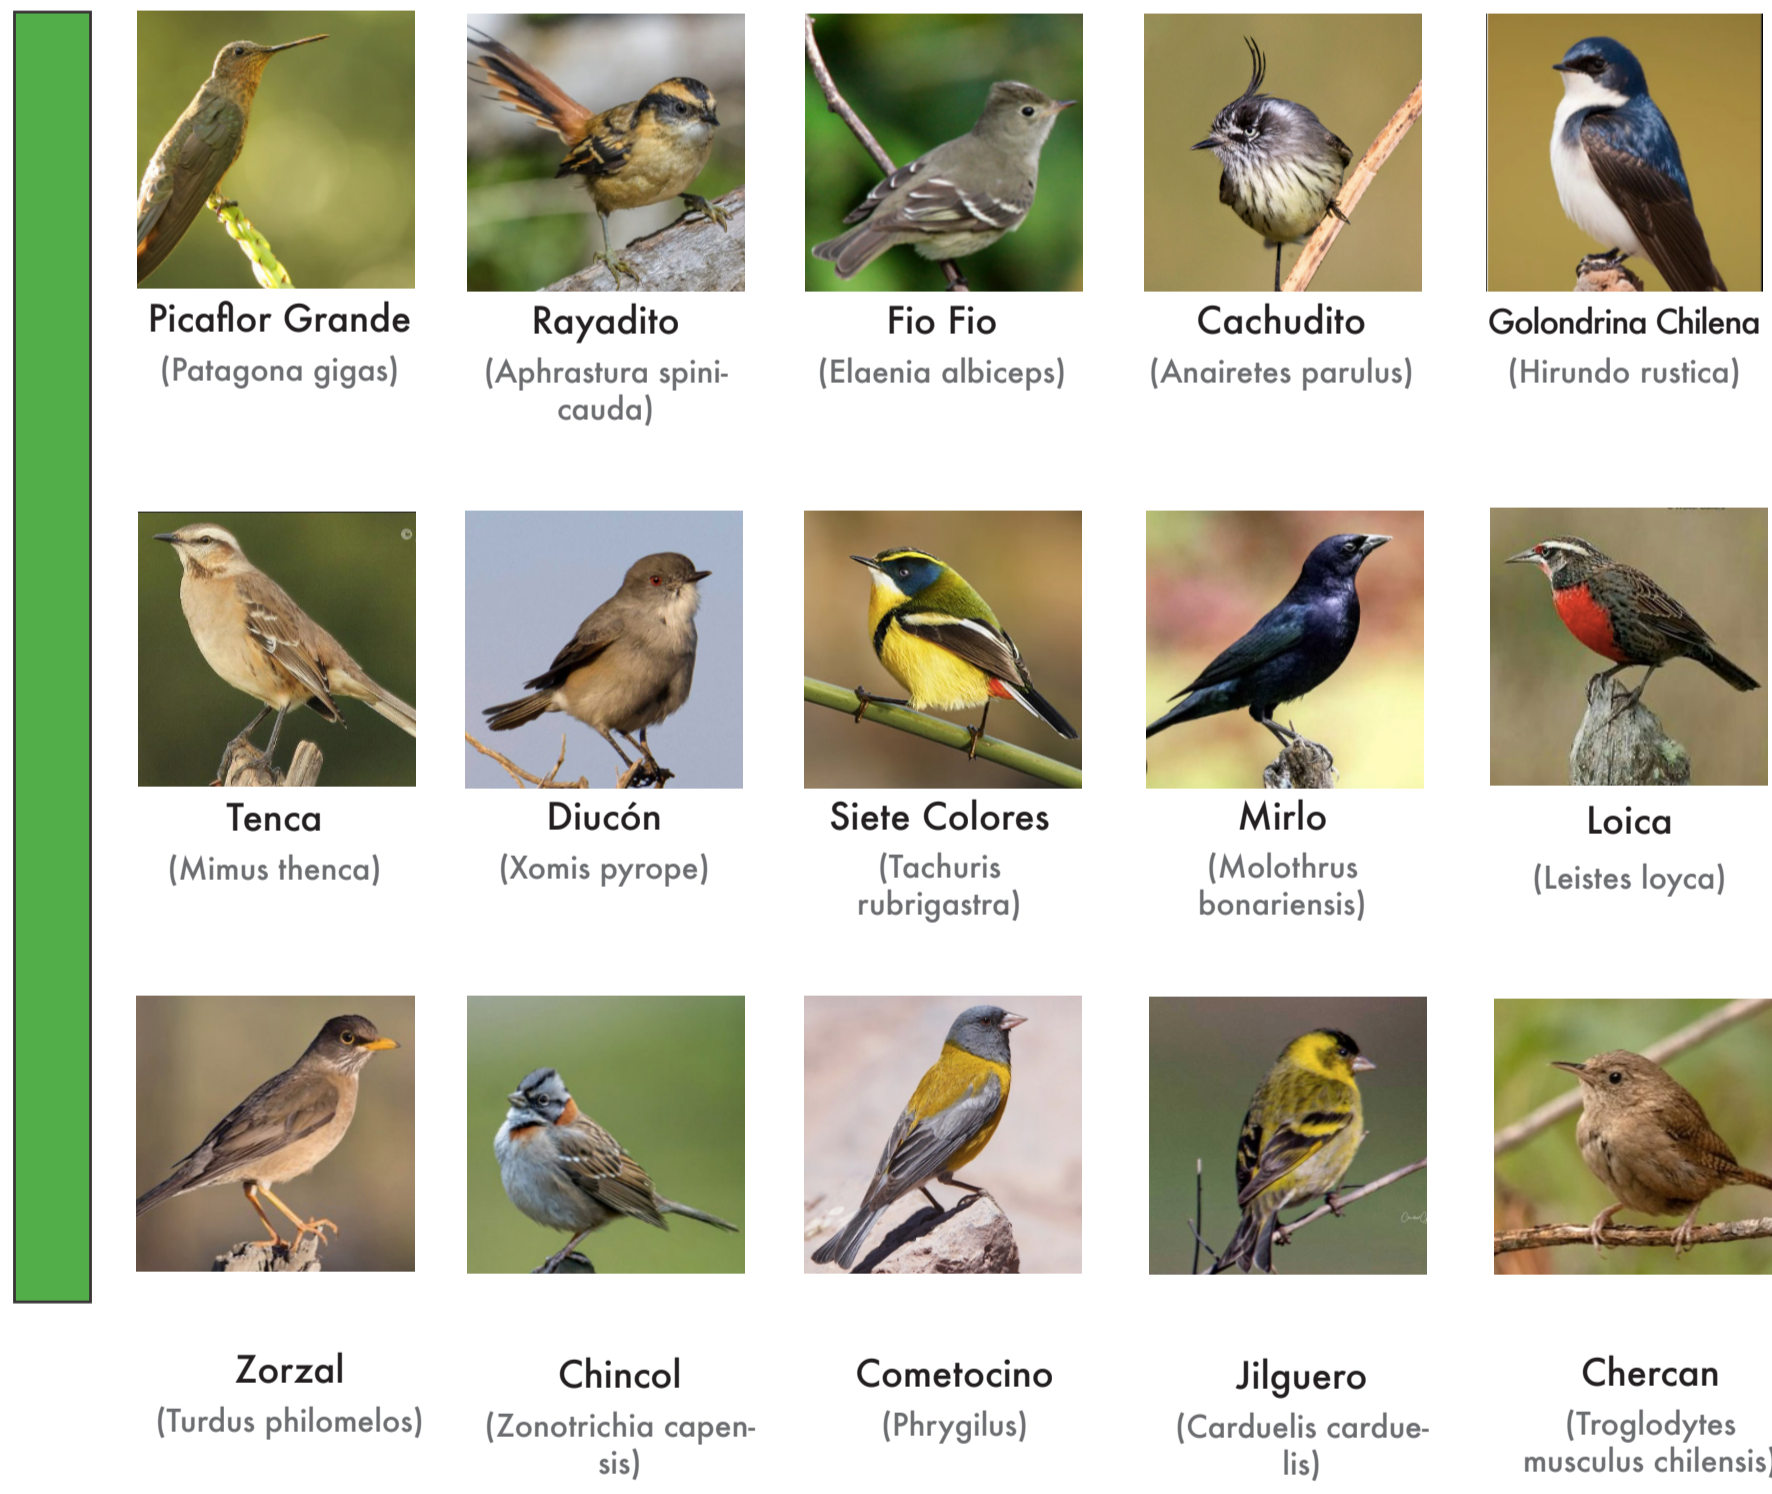 Picaflor Grande
(Patagona gigas)
Rayadito
(Aphrastura spini-
cauda)
Fio Fio
(Elaenia albiceps)
Cachudito
(Anairetes parulus)
Golondrina Chilena
(Hirundo rustica)
Tenca
(Mimus thenca)
Diucón
(Xomis pyrope)
Siete Colores
(Tachuris
rubrigastra)
Mirlo
(Molothrus
bonariensis)
Loica
(Leistes loyca)
Zorzal
(Turdus philomelos)
Chincol
(Zonotrichia capen-
sis)
Cometocino
(Phrygilus)
Jilguero
(Carduelis cardue-
lis)
Chercan
(Troglodytes
musculus chilensis)